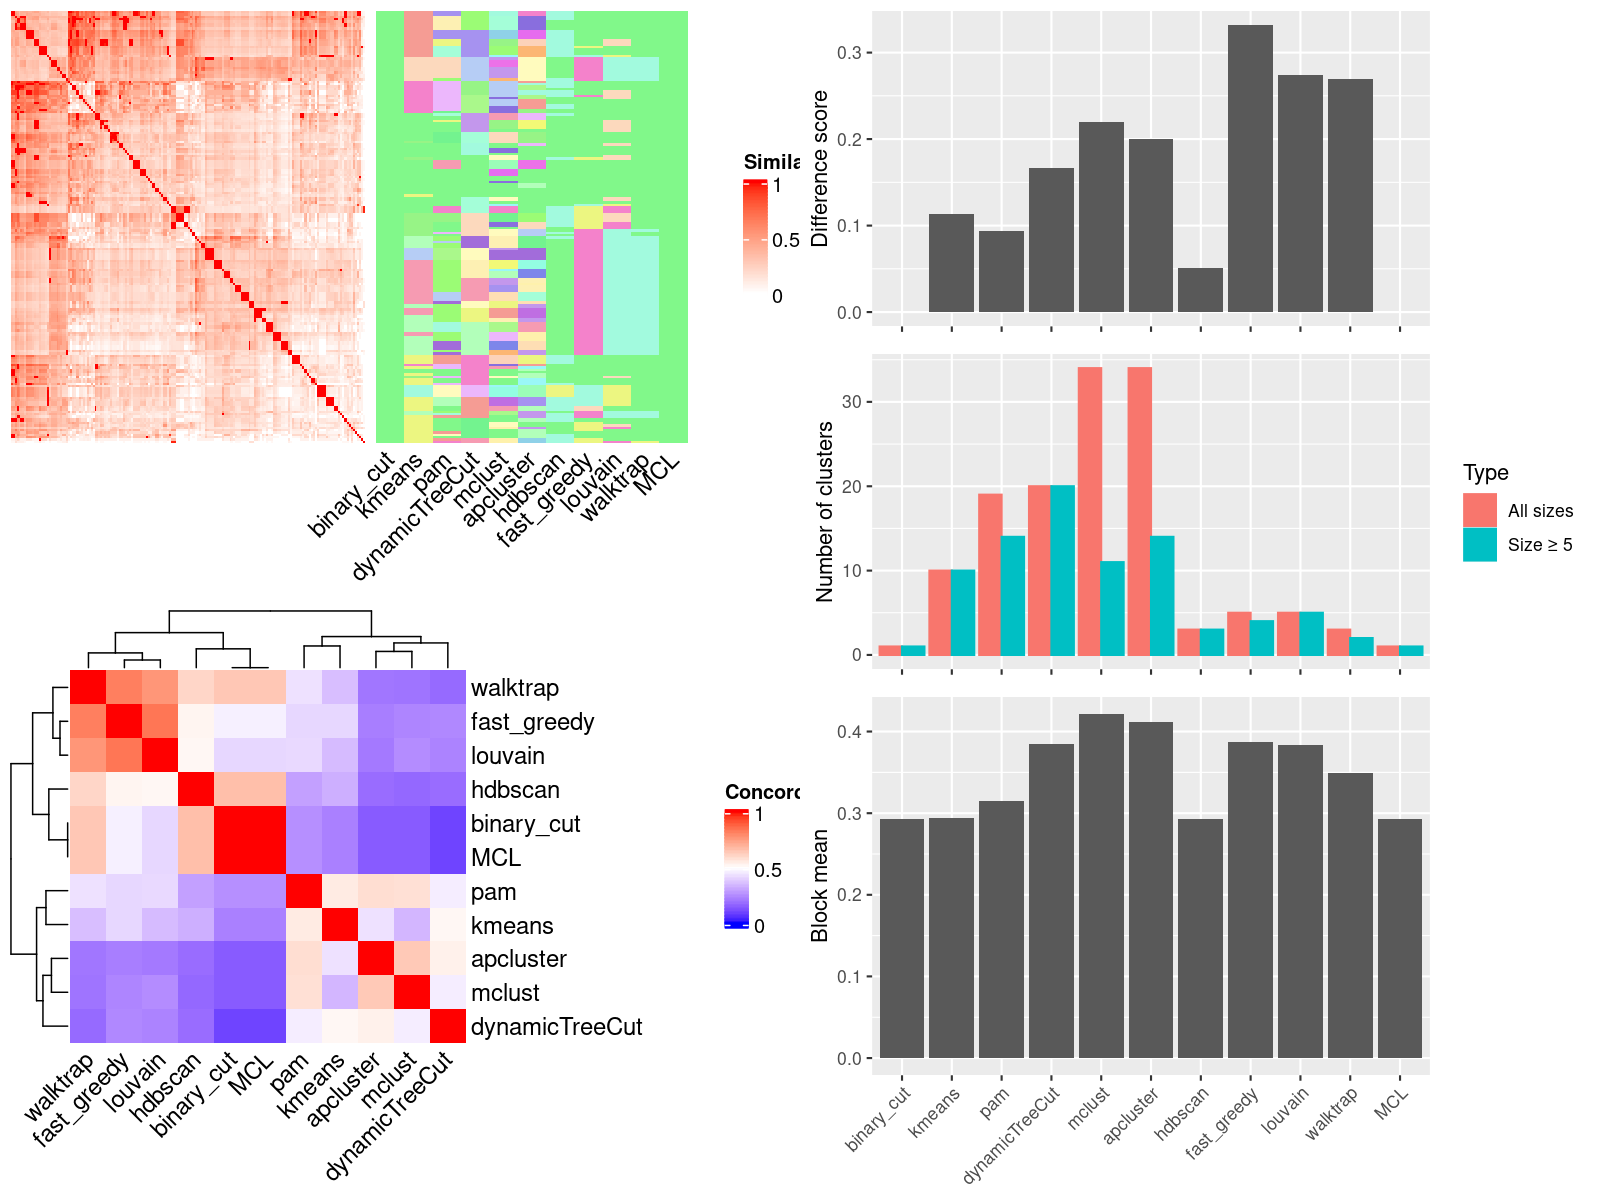 Simila
1
0.5
0
binary_cut
kmeans
pam
dynamicTreeCut
mclust
apcluster
hdbscan
fast_greedy
louvain
walktrap
MCL
walktrap
fast_greedy
louvain
hdbscan
binary_cut
MCL
pam
kmeans
apcluster
mclust
dynamicTreeCut
walktrap
fast_greedy
louvain
hdbscan
binary_cut
MCL
pam
kmeans
apcluster
mclust
dynamicTreeCut
Concord
1
0.5
0
Difference score
0.3
0.2
0.1
0.0
Number of clusters
30
20
10
0
Type
All sizes
Size ≥ 5
Block mean
0.4
0.3
0.2
0.1
0.0
binary_cut
kmeans
pam
dynamicTreeCut
mclust
apcluster
hdbscan
fast_greedy
louvain
walktrap
MCL